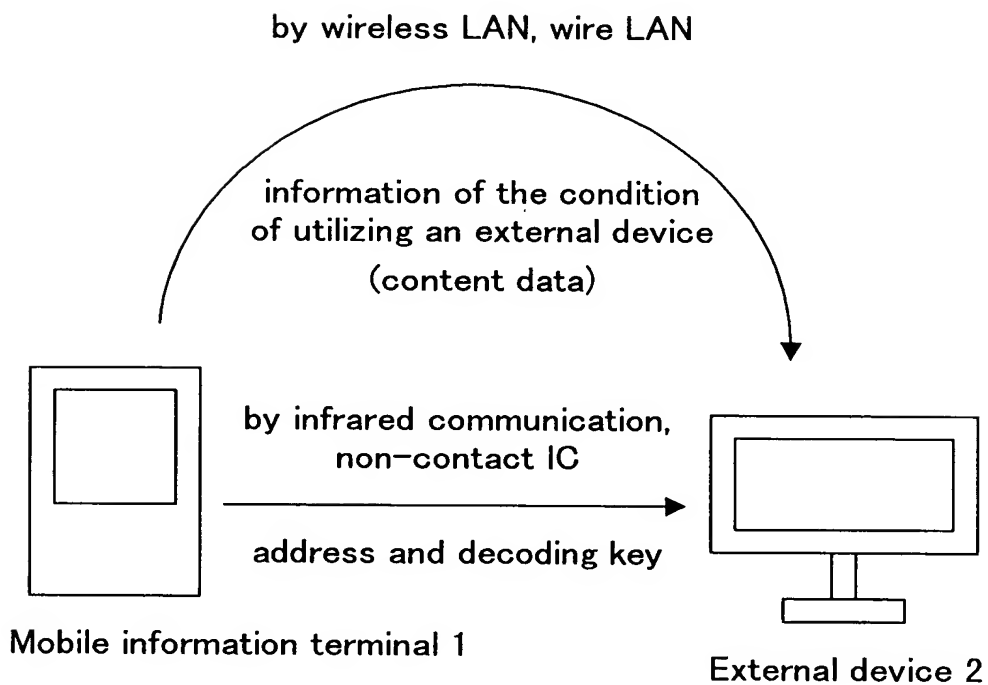 by wireless LAN, wire LAN
information of the condition
of utilizing an external device
(content data)
by infrared communication,
non-contact IC
address and decoding key
Mobile information terminal 1
External device 2